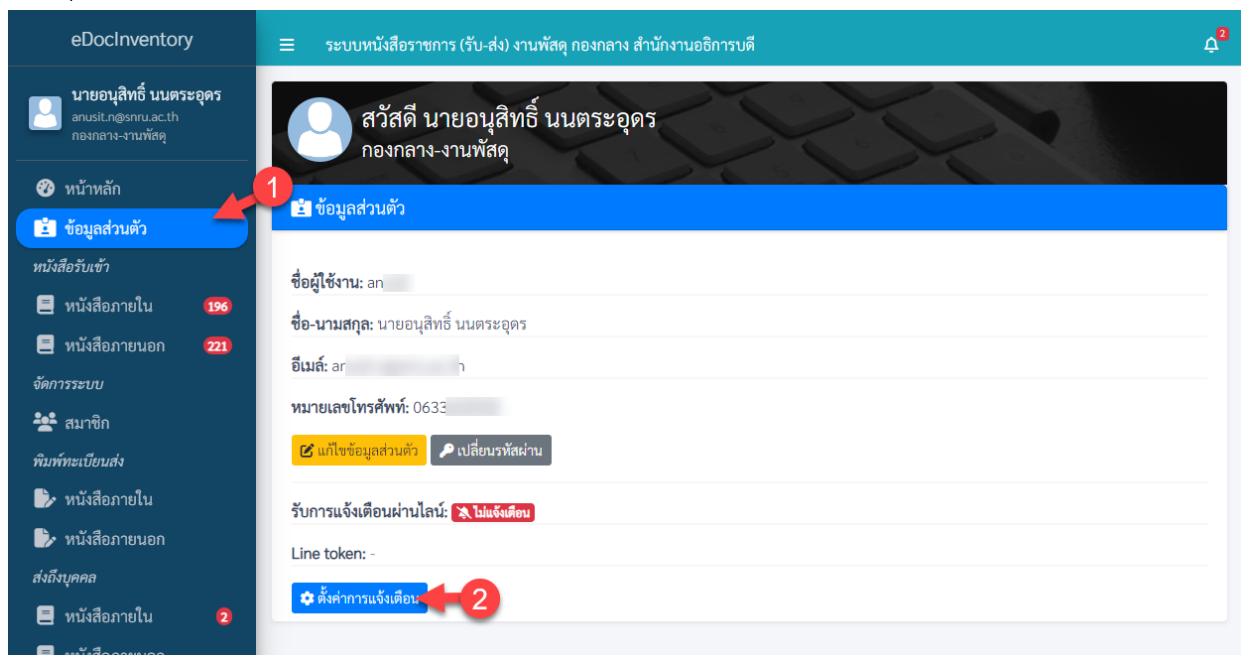 eDocInventory
ระบบหนังสือราชการ (รับ-ส่ง) งานพัสดุ กองกลาง สำนักงานอธิการบดี
2
นายอนุสิทธิ์ นนตระอุดร
anusit.n@snru.ac.th
กองกลาง-งานพัสดุ
หน้าหลัก
ข้อมูลส่วนตัว
หนังสือรับเข้า
หนังสือภายใน 196
หนังสือภายนอก 221
จัดการระบบ
สมาชิก
พิมพ์ทะเบียนส่ง
หนังสือภายใน
หนังสือภายนอก
ส่งถึงบุคคล
หนังสือภายใน 2
สวัสดี นายอนุสิทธิ์ นนตระอุดร
กองกลาง-งานพัสดุ
1
ข้อมูลส่วนตัว
ชื่อผู้ใช้งาน: an
ชื่อ-นามสกุล: นายอนุสิทธิ์ นนตระอุดร
อีเมล์: ar
หมายเลขโทรศัพท์: 0633
แก้ไขข้อมูลส่วนตัว เปลี่ยนรหัสผ่าน
รับการแจ้งเตือนผ่านไลน์: ไม่แจ้งเตือน
Line token: -
ตั้งค่าการแจ้งเตือน 2